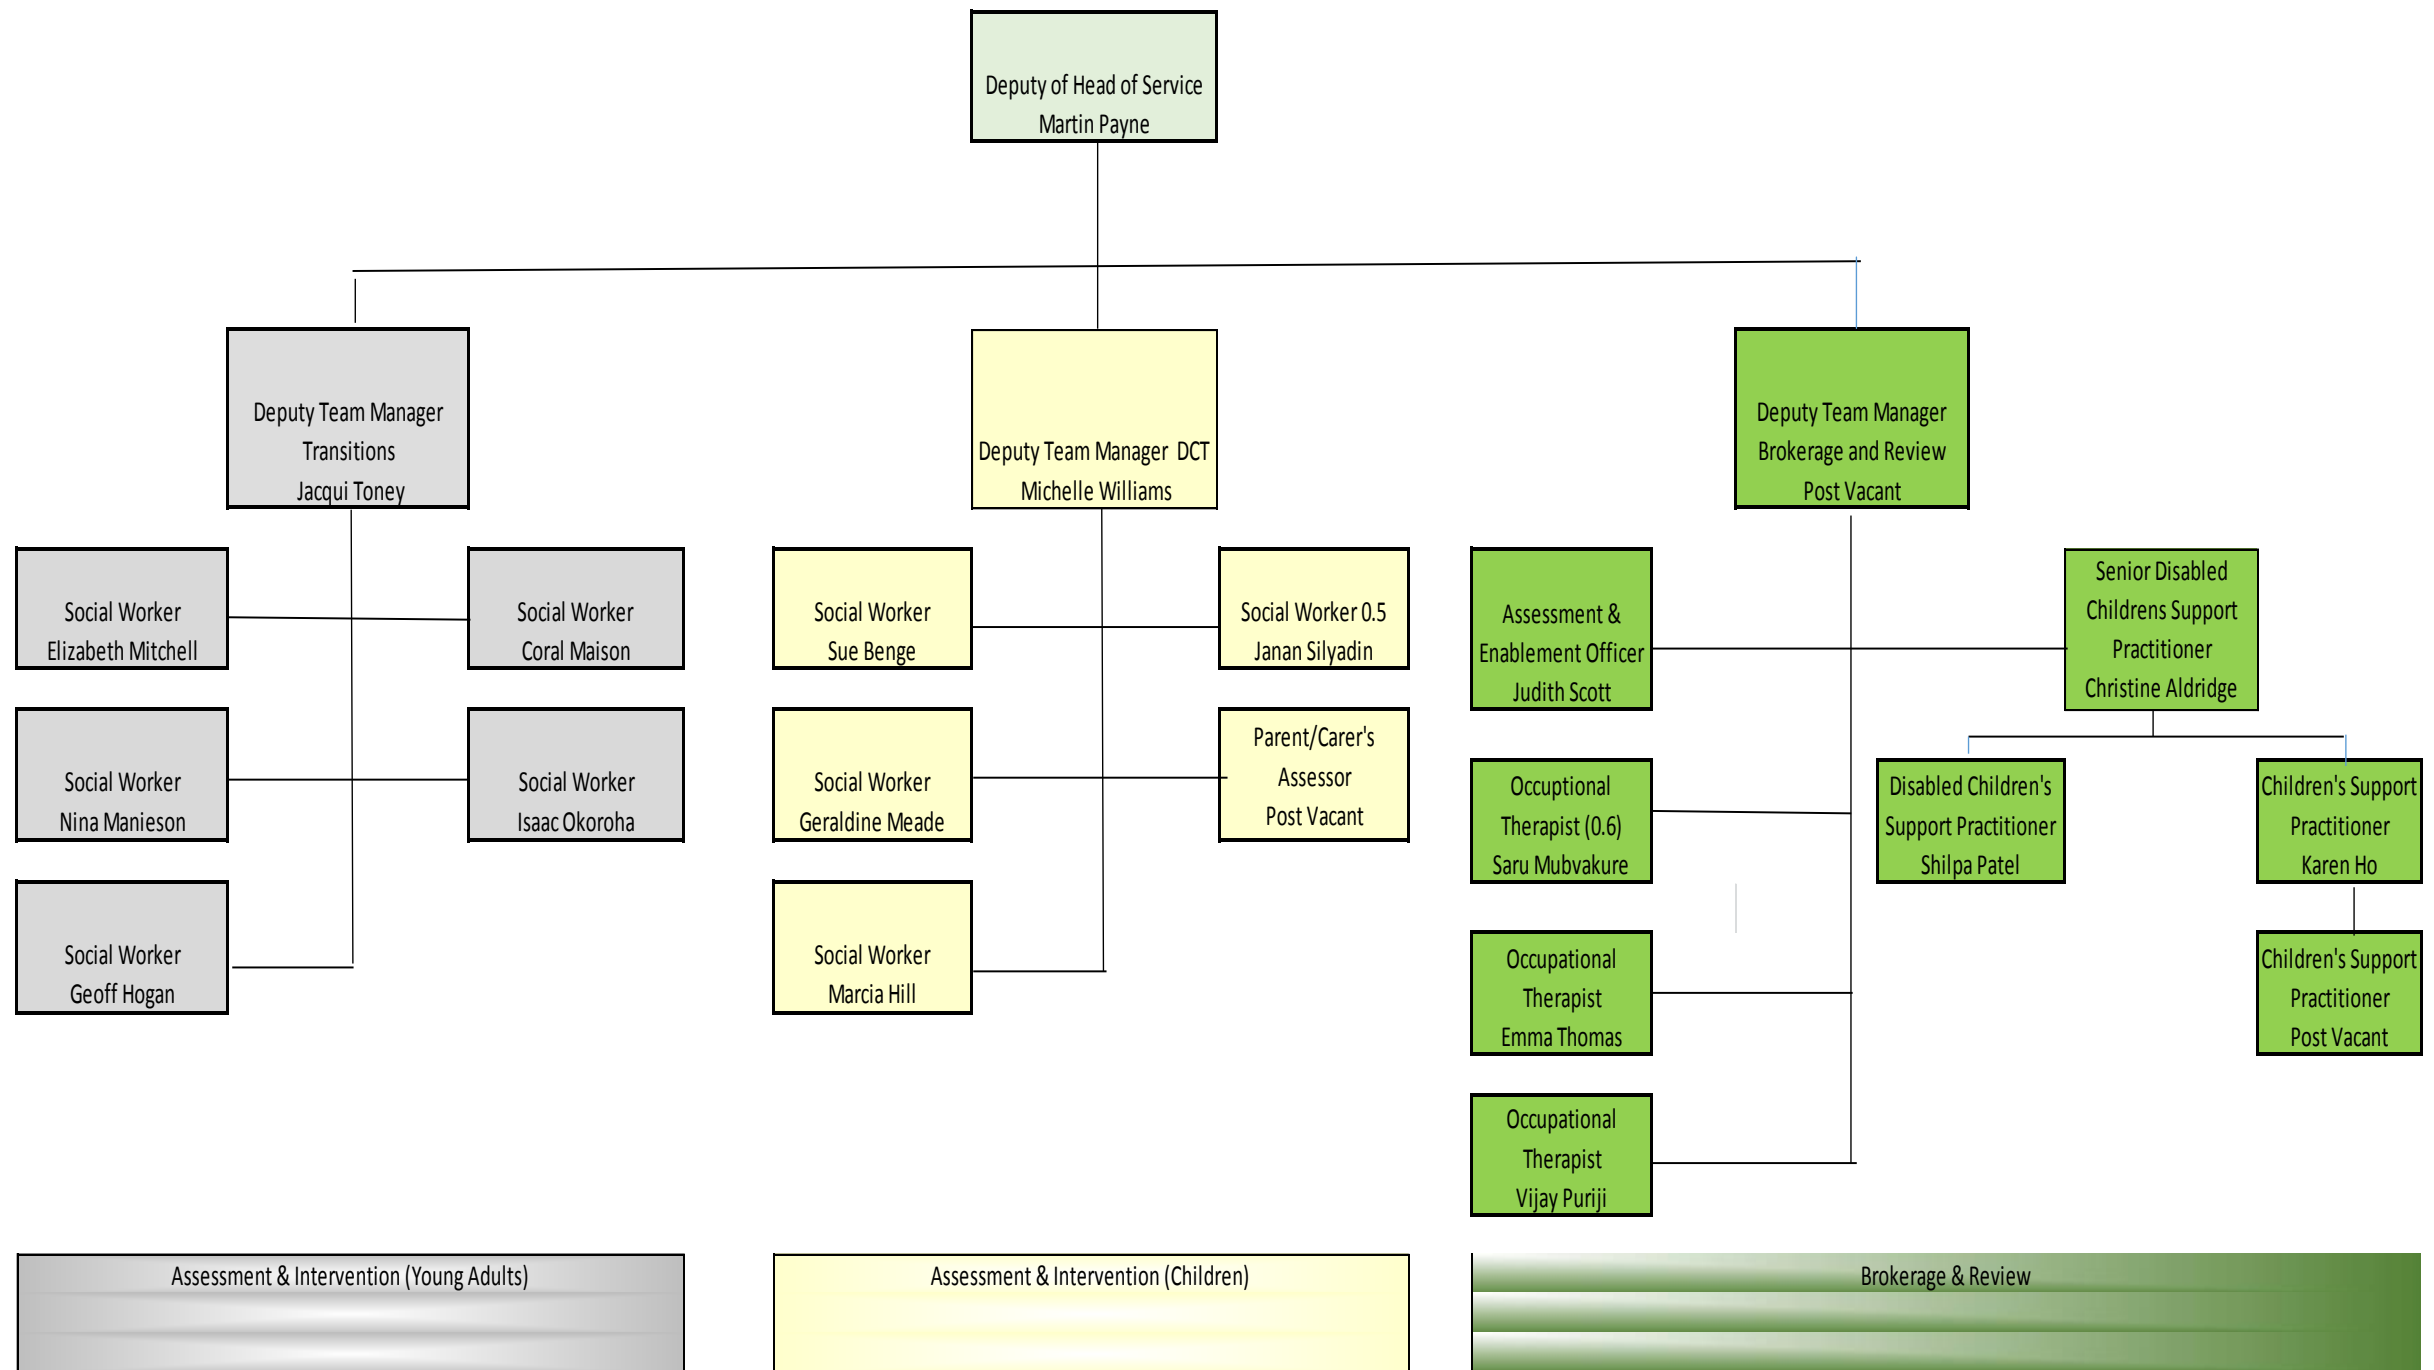 Deputy of Head of Service
Martin Payne
Deputy Team Manager
Transitions
Jacqui Toney
Deputy Team Manager DCT
Michelle Williams
Deputy Team Manager
Brokerage and Review
Post Vacant
Social Worker
Elizabeth Mitchell
Social Worker
Coral Maison
Social Worker
Sue Benge
Social Worker 0.5
Janan Silyadin
Assessment &
Enablement Officer
Judith Scott
Senior Disabled
Childrens Support
Practitioner
Christine Aldridge
Social Worker
Nina Manieson
Social Worker
Isaac Okoroha
Social Worker
Geraldine Meade
Parent/Carer's
Assessor
Post Vacant
Occuptional
Therapist (0.6)
Saru Mubvakure
Disabled Children's
Support Practitioner
Shilpa Patel
Children's Support
Practitioner
Karen Ho
Social Worker
Geoff Hogan
Social Worker
Marcia Hill
Occupational
Therapist
Emma Thomas
Children's Support
Practitioner
Post Vacant
Occupational
Therapist
Vijay Puriji
Assessment & Intervention (Young Adults)
Assessment & Intervention (Children)
Brokerage & Review